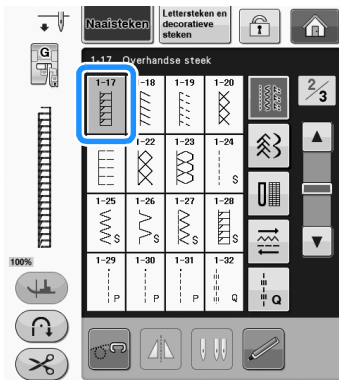 Naaisteken
Lettersteken en
decoratieve
steken
G
1-17 Overhandse steek
1-17 1-18 1-19 1-20
2/3
1-22 1-23 1-24
S
1-25 1-26 1-27 1-28
S S S S
1-29 1-30 1-31 1-32
P P P Q
Q
100%